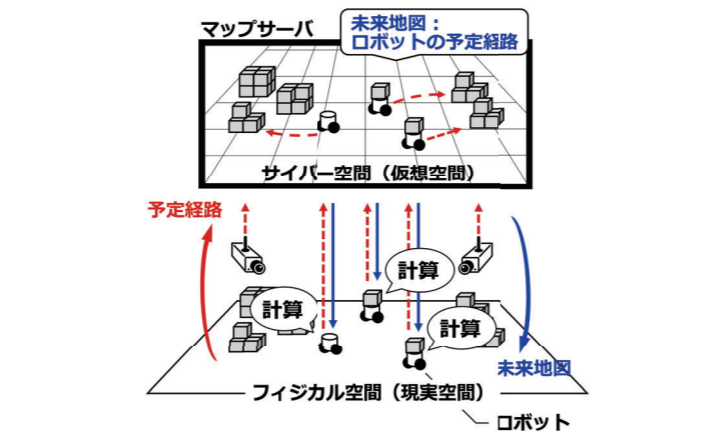 マップサーバ
未来地図：
ロボットの予定経路
サイバー空間（仮想空間）
予定経路
計算
計算
計算
未来地図
フィジカル空間（現実空間）
ロボット